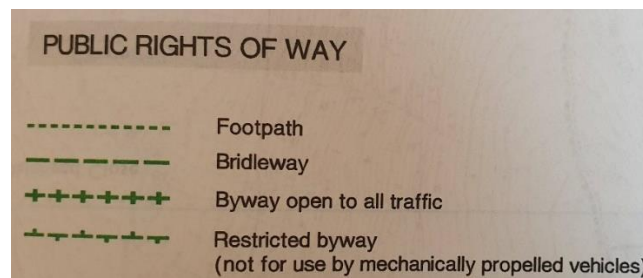 PUBLIC RIGHTS OF WAY
Footpath
Bridleway
Byway open to all traffic
Restricted byway
(not for use by mechanically propelled vehicles)